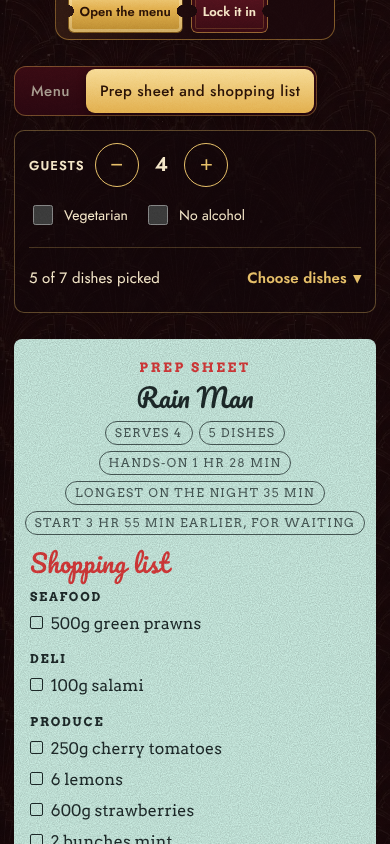 Open the menu Lock it in
Menu Prep sheet and shopping list
GUESTS − 4 +
Vegetarian No alcohol
5 of 7 dishes picked Choose dishes ▾
PREP SHEET
Rain Man
SERVES 4 5 DISHES
HANDS-ON 1 HR 28 MIN
LONGEST ON THE NIGHT 35 MIN
START 3 HR 55 MIN EARLIER, FOR WAITING
Shopping list
SEAFOOD
500g green prawns
DELI
100g salami
PRODUCE
250g cherry tomatoes
6 lemons
600g strawberries
2 bunches mint